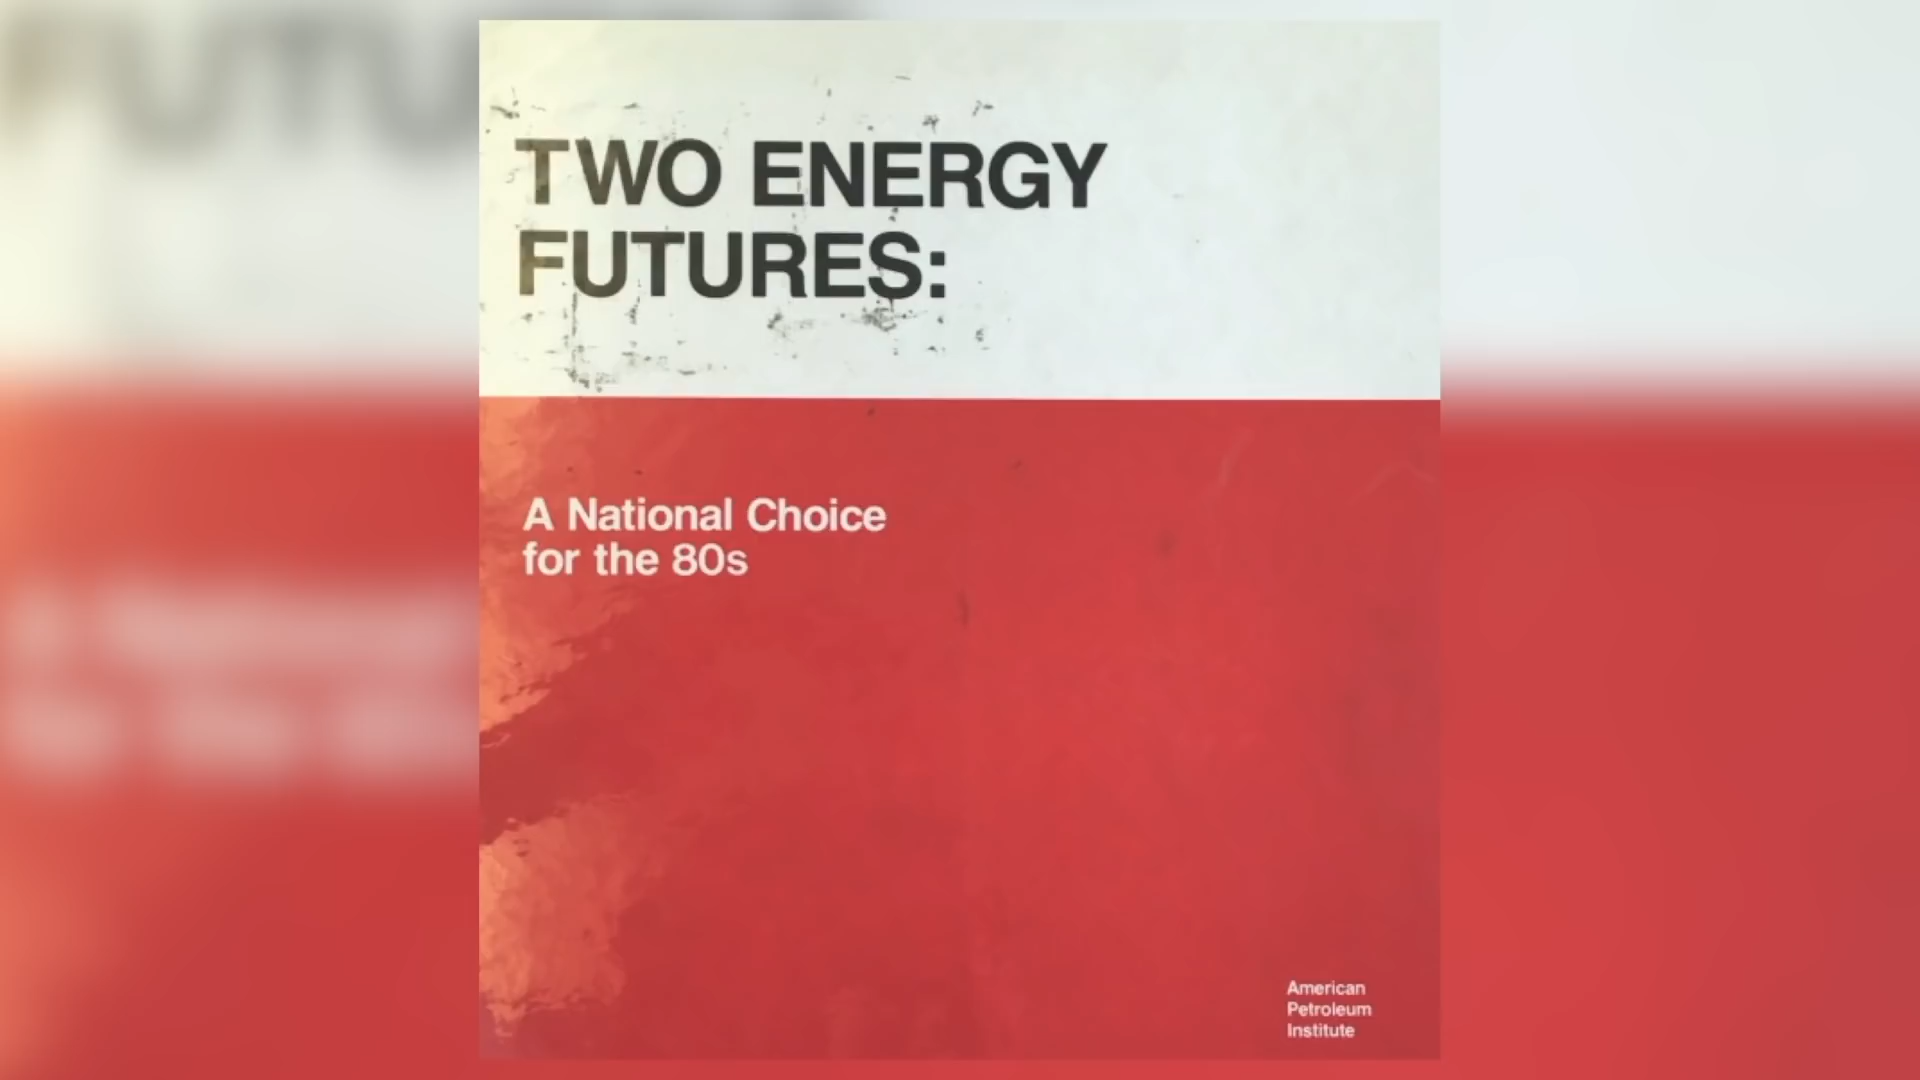 TWO ENERGY
FUTURES:
A National Choice
for the 80s
American
Petroleum
Institute